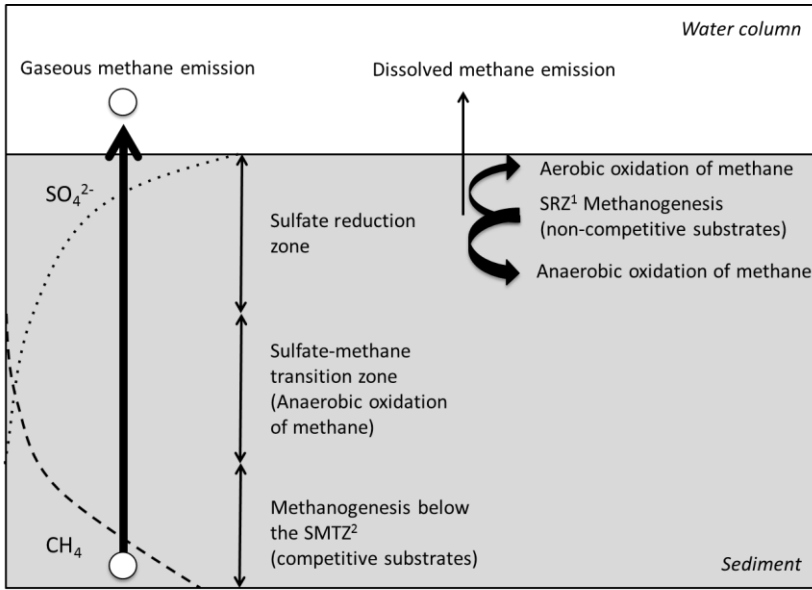 Water column
Gaseous methane emission
Dissolved methane emission
SO₄²⁻
Sulfate reduction
zone
Aerobic oxidation of methane
SRZ¹ Methanogenesis
(non-competitive substrates)
Anaerobic oxidation of methane
Sulfate-methane
transition zone
(Anaerobic oxidation
of methane)
Methanogenesis below
the SMTZ²
(competitive substrates)
CH₄
Sediment